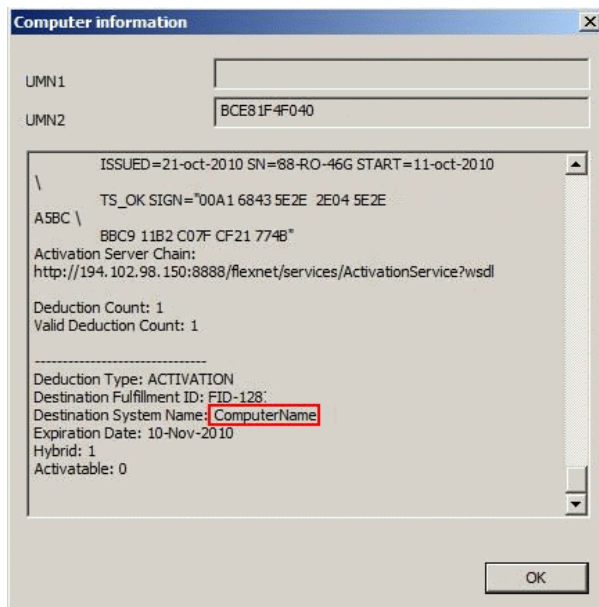 Computer information
UMN1
UMN2
BCE81F4F040
ISSUED=21-oct-2010 SN=88-RO-46G START=11-oct-2010
\
TS_OK SIGN="00A1 6843 5E2E 2E04 5E2E
A5BC \
BBC9 11B2 C07F CF21 774B"
Activation Server Chain:
http://194.102.98.150:8888/flexnet/services/ActivationService?wsdl
Deduction Count: 1
Valid Deduction Count: 1
-------------------------------
Deduction Type: ACTIVATION
Destination Fulfillment ID: FID-128
Destination System Name: ComputerName
Expiration Date: 10-Nov-2010
Hybrid: 1
Activatable: 0
OK